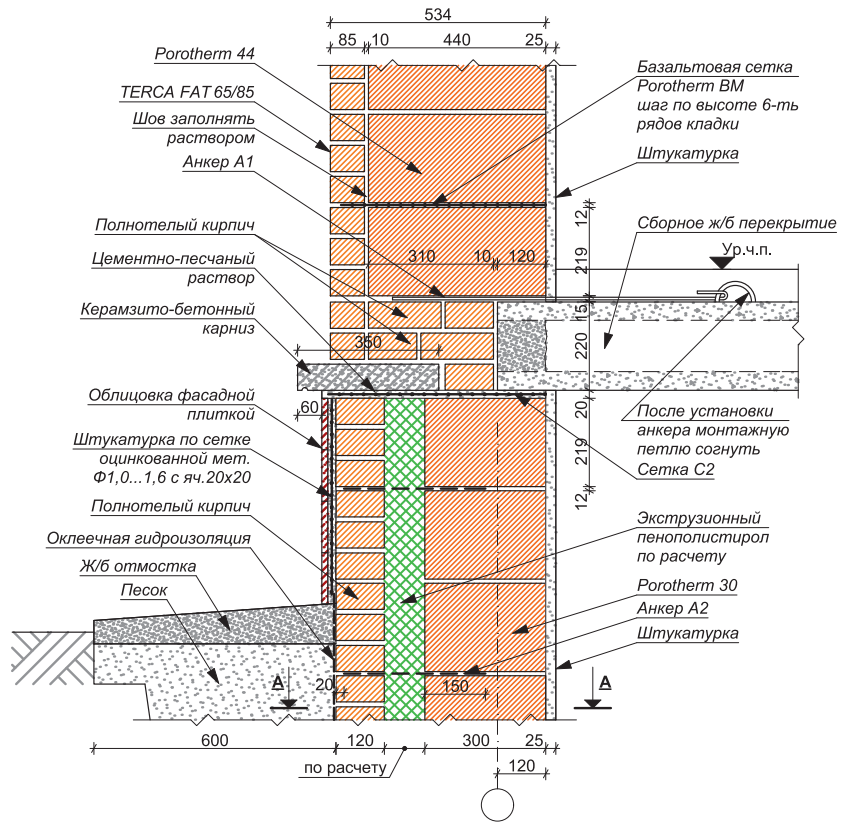 534
85
10
440
25
Porotherm 44
TERCA FAT 65/85
Шов заполнять
раствором
Анкер А1
Полнотелый кирпич
Цементно-песчаный
раствор
Керамзито-бетонный
карниз
Облицовка фасадной
плиткой
Штукатурка по сетке
оцинкованной мет.
Ф1,0...1,6 с яч.20х20
Полнотелый кирпич
Оклеечная гидроизоляция
Ж/б отмостка
Песок
Базальтовая сетка
Porotherm BM
шаг по высоте 6-ть
рядов кладки
Штукатурка
Сборное ж/б перекрытие
Ур.ч.п.
310
10
120
12
219
15
220
20
219
12
350
60
После установки
анкера монтажную
петлю согнуть
Сетка С2
Экструзионный
пенополистирол
по расчету
Porotherm 30
Анкер А2
Штукатурка
А
20
150
А
600
120
300
25
по расчету
120